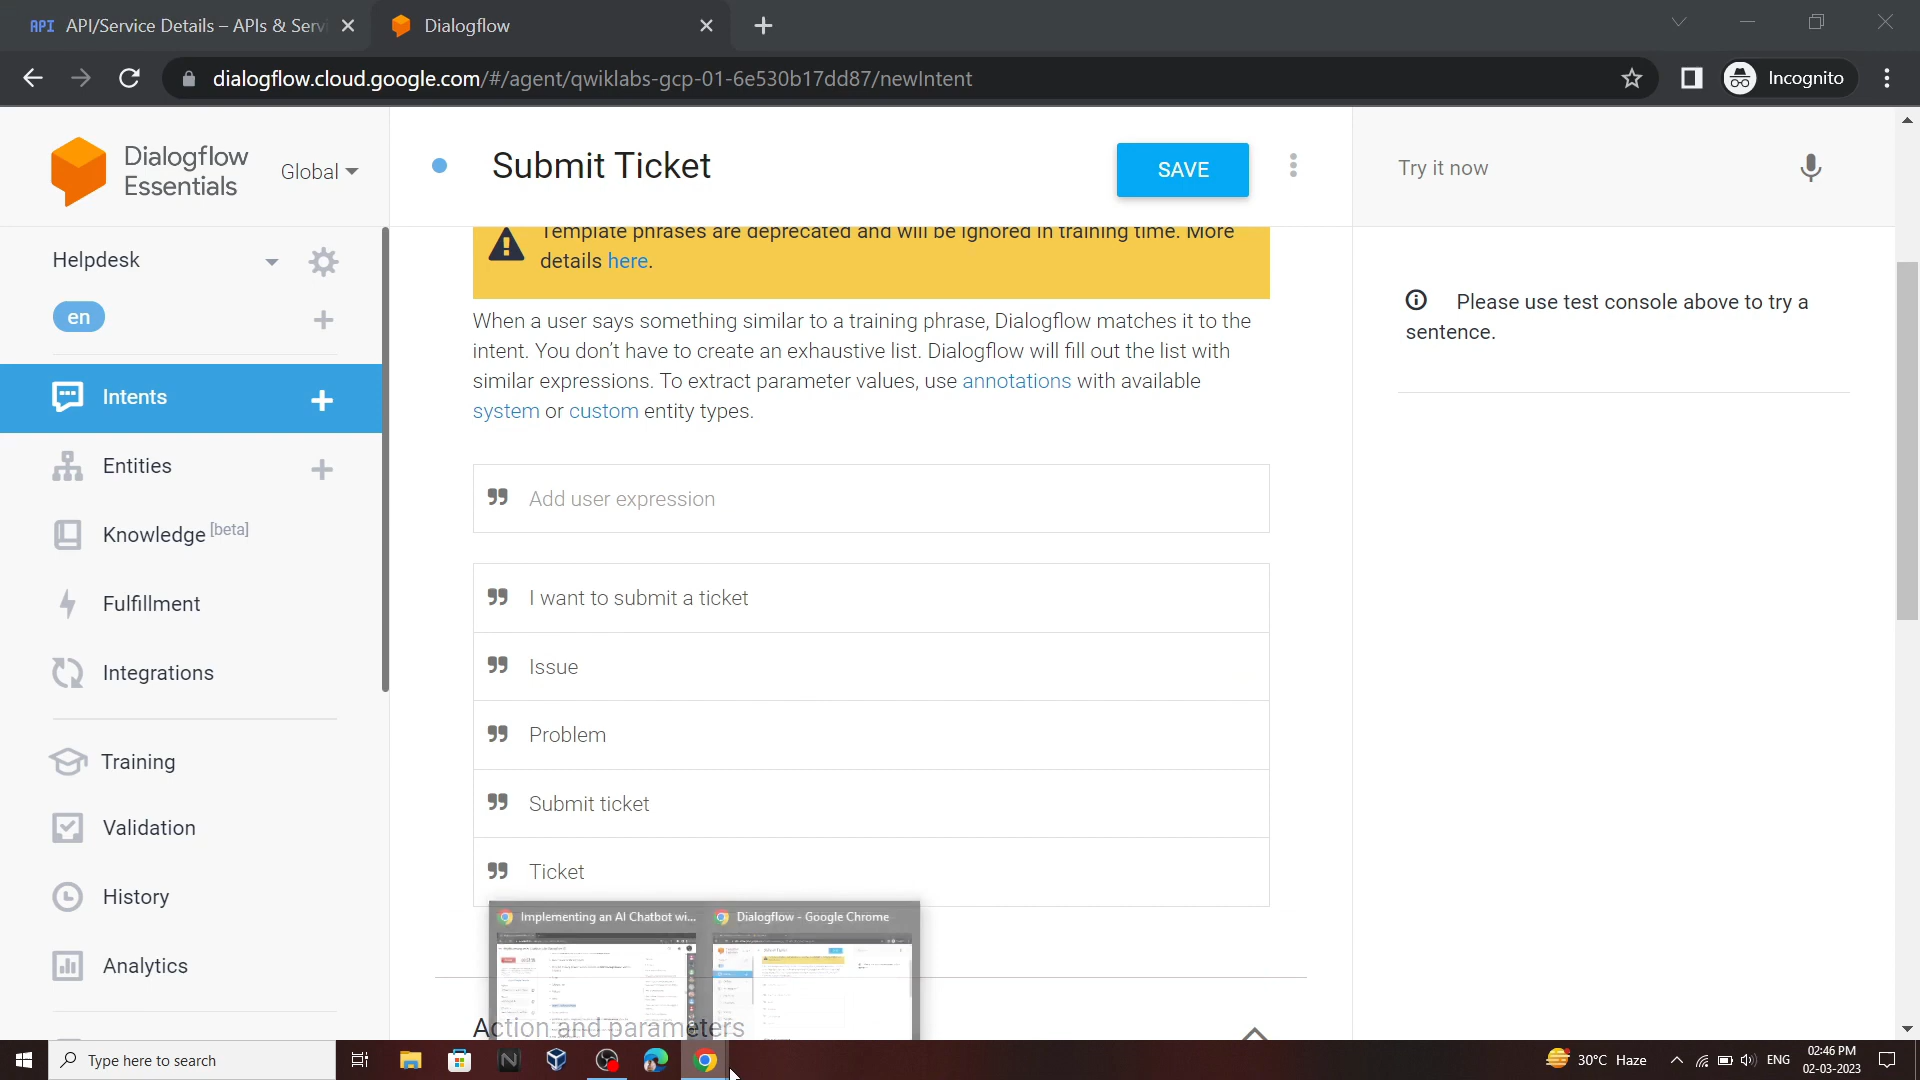 API API/Service Details – APIs & Servi
Dialogflow
dialogflow.cloud.google.com/#/agent/qwiklabs-gcp-01-6e530b17dd87/newIntent
Incognito
Dialogflow
Essentials
Global
Submit Ticket
SAVE
Try it now
Helpdesk
en
Intents
Entities
Knowledge [beta]
Fulfillment
Integrations
Training
Validation
History
Analytics
Template phrases are deprecated and will be ignored in training time. More
details here.
When a user says something similar to a training phrase, Dialogflow matches it to the
intent. You don't have to create an exhaustive list. Dialogflow will fill out the list with
similar expressions. To extract parameter values, use annotations with available
system or custom entity types.
Add user expression
I want to submit a ticket
Issue
Problem
Submit ticket
Ticket
Action and parameters
Please use test console above to try a
sentence.
Implementing an AI Chatbot wi...
Dialogflow - Google Chrome
Type here to search
30°C Haze
ENG
02:46 PM
02-03-2023